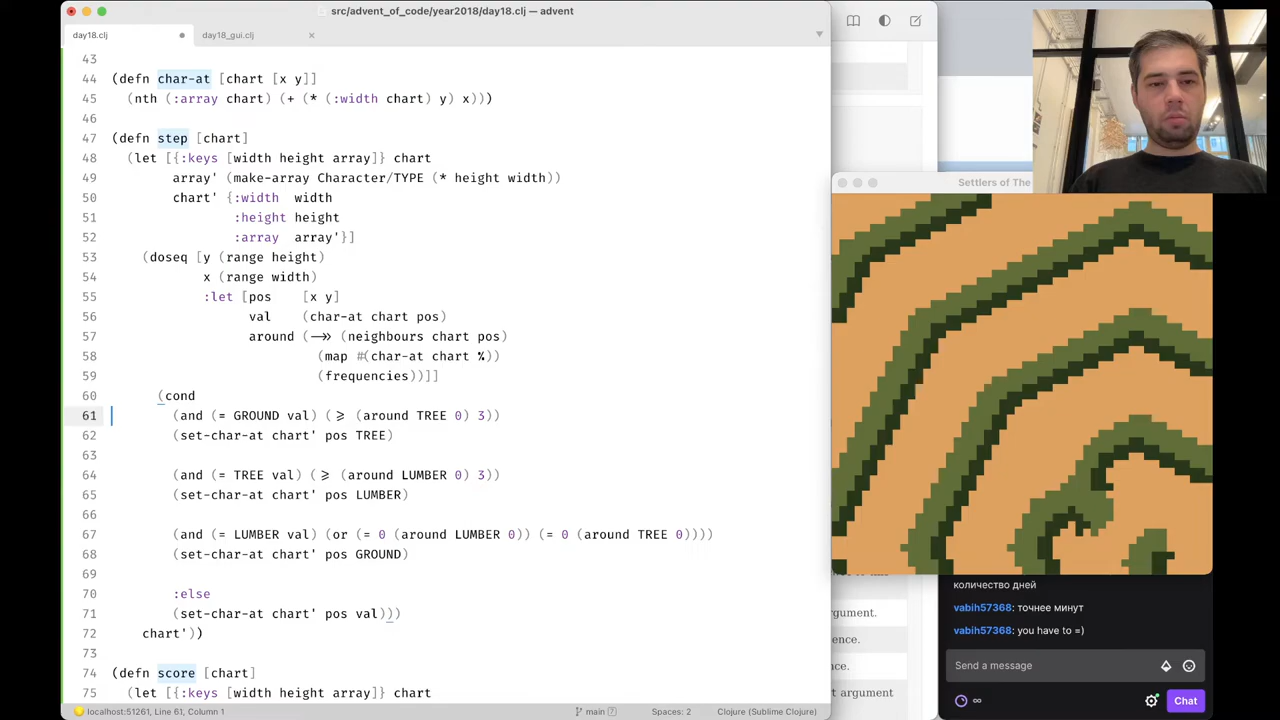 src/advent_of_code/year2018/day18.clj — advent
day18.clj
day18_gui.clj
43
44 (defn char-at [chart [x y]]
45 (nth (:array chart) (+ (* (:width chart) y) x)))
46
47 (defn step [chart]
48 (let [{:keys [width height array]} chart
49 array' (make-array Character/TYPE (* height width))
50 chart' {:width width
51 :height height
52 :array array'}]
53 (doseq [y (range height)
54 x (range width)
55 :let [pos [x y]
56 val (char-at chart pos)
57 around (->> (neighbours chart pos)
58 (map #(char-at chart %))
59 (frequencies))]]
60 (cond
61 (and (= GROUND val) (>= (around TREE 0) 3))
62 (set-char-at chart' pos TREE)
63
64 (and (= TREE val) (>= (around LUMBER 0) 3))
65 (set-char-at chart' pos LUMBER)
66
67 (and (= LUMBER val) (or (= 0 (around LUMBER 0)) (= 0 (around TREE 0))))
68 (set-char-at chart' pos GROUND)
69
70 :else
71 (set-char-at chart' pos val)))
72 chart'))
73
74 (defn score [chart]
75 (let [{:keys [width height array]} chart
localhost:51261, Line 61, Column 1
main 7
Spaces: 2
Clojure (Sublime Clojure)
Settlers of The
argument.
ence.
e.
t argument
количество дней
vabih57368: точнее минут
vabih57368: you have to =)
Send a message
∞
Chat